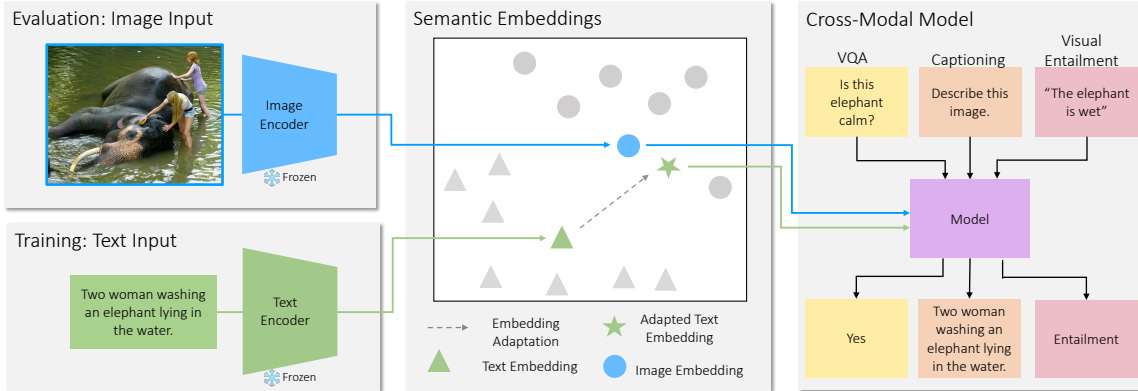 Evaluation: Image Input
Image
Encoder
Frozen
Training: Text Input
Two woman washing
an elephant lying in
the water.
Text
Encoder
Frozen
Semantic Embeddings
Embedding
Adaptation
Adapted Text
Embedding
Text Embedding
Image Embedding
Cross-Modal Model
VQA
Captioning
Visual
Entailment
Is this
elephant
calm?
Describe this
image.
“The elephant
is wet”
Model
Yes
Two woman
washing an
elephant lying
in the water.
Entailment